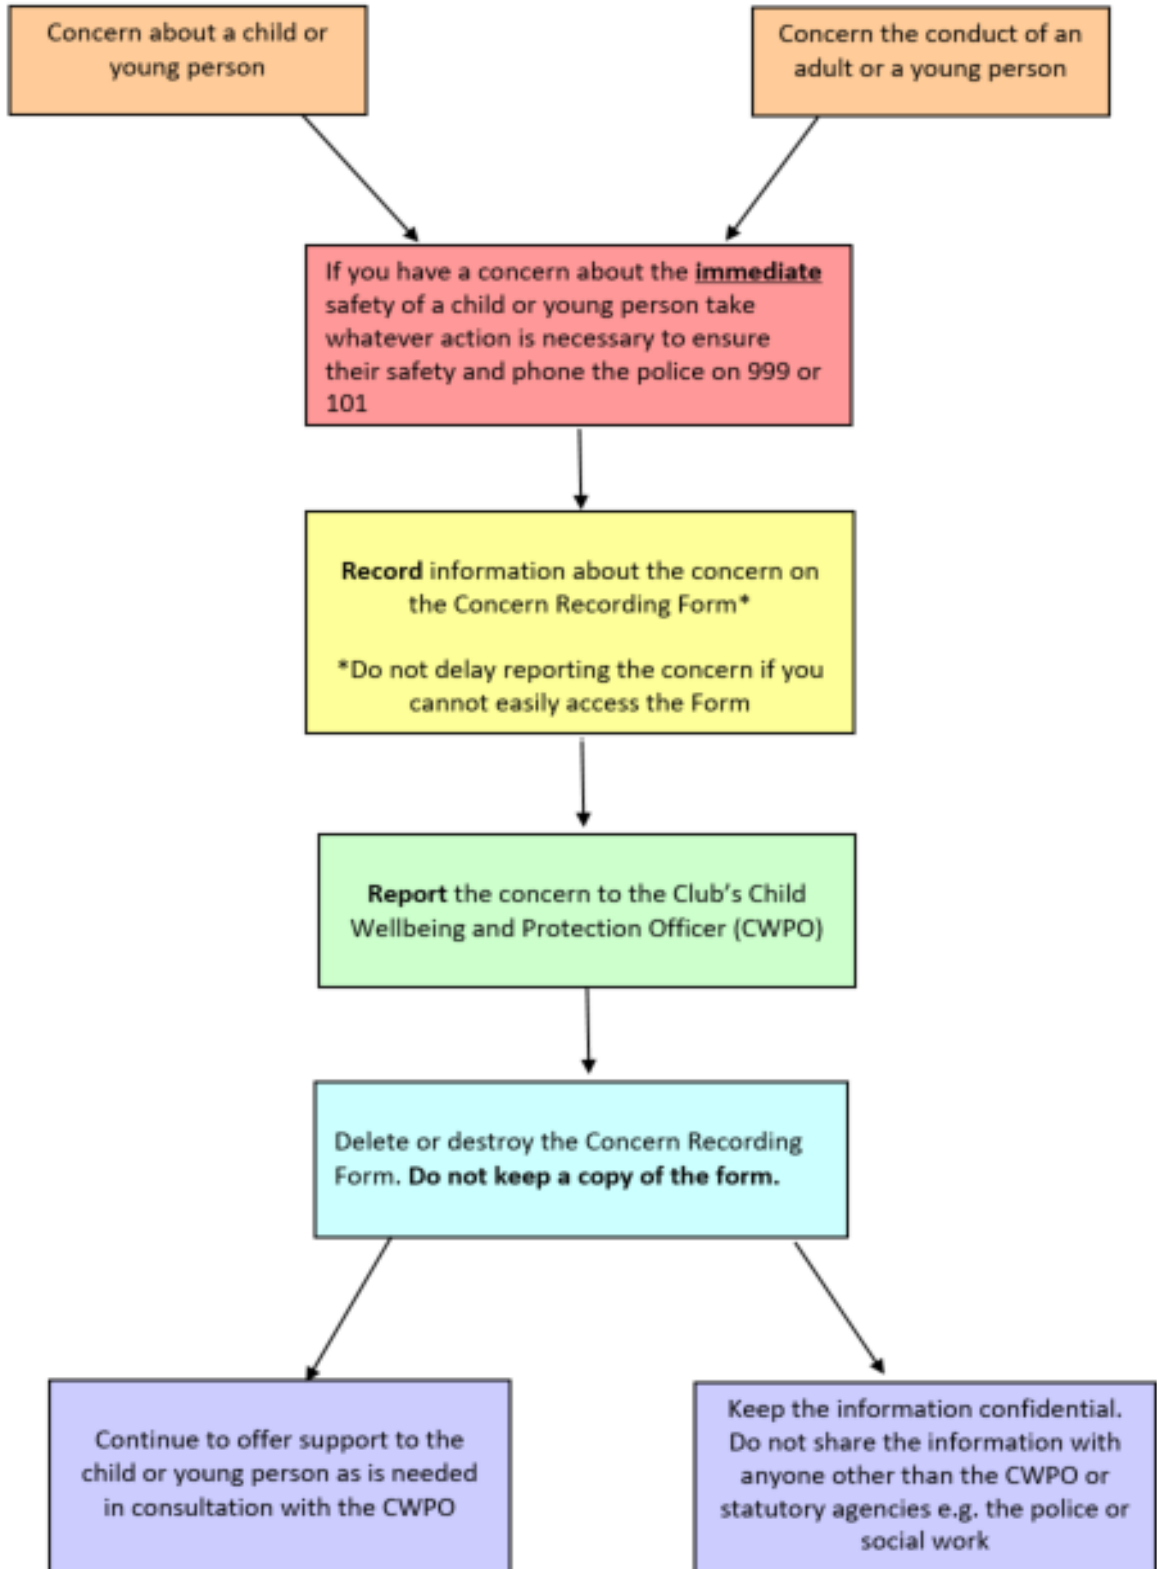 Concern about a child or
young person
Concern the conduct of an
adult or a young person
If you have a concern about the immediate
safety of a child or young person take
whatever action is necessary to ensure
their safety and phone the police on 999 or
101
Record information about the concern on
the Concern Recording Form*
*Do not delay reporting the concern if you
cannot easily access the Form
Report the concern to the Club’s Child
Wellbeing and Protection Officer (CWPO)
Delete or destroy the Concern Recording
Form. Do not keep a copy of the form.
Continue to offer support to the
child or young person as is needed
in consultation with the CWPO
Keep the information confidential.
Do not share the information with
anyone other than the CWPO or
statutory agencies e.g. the police or
social work